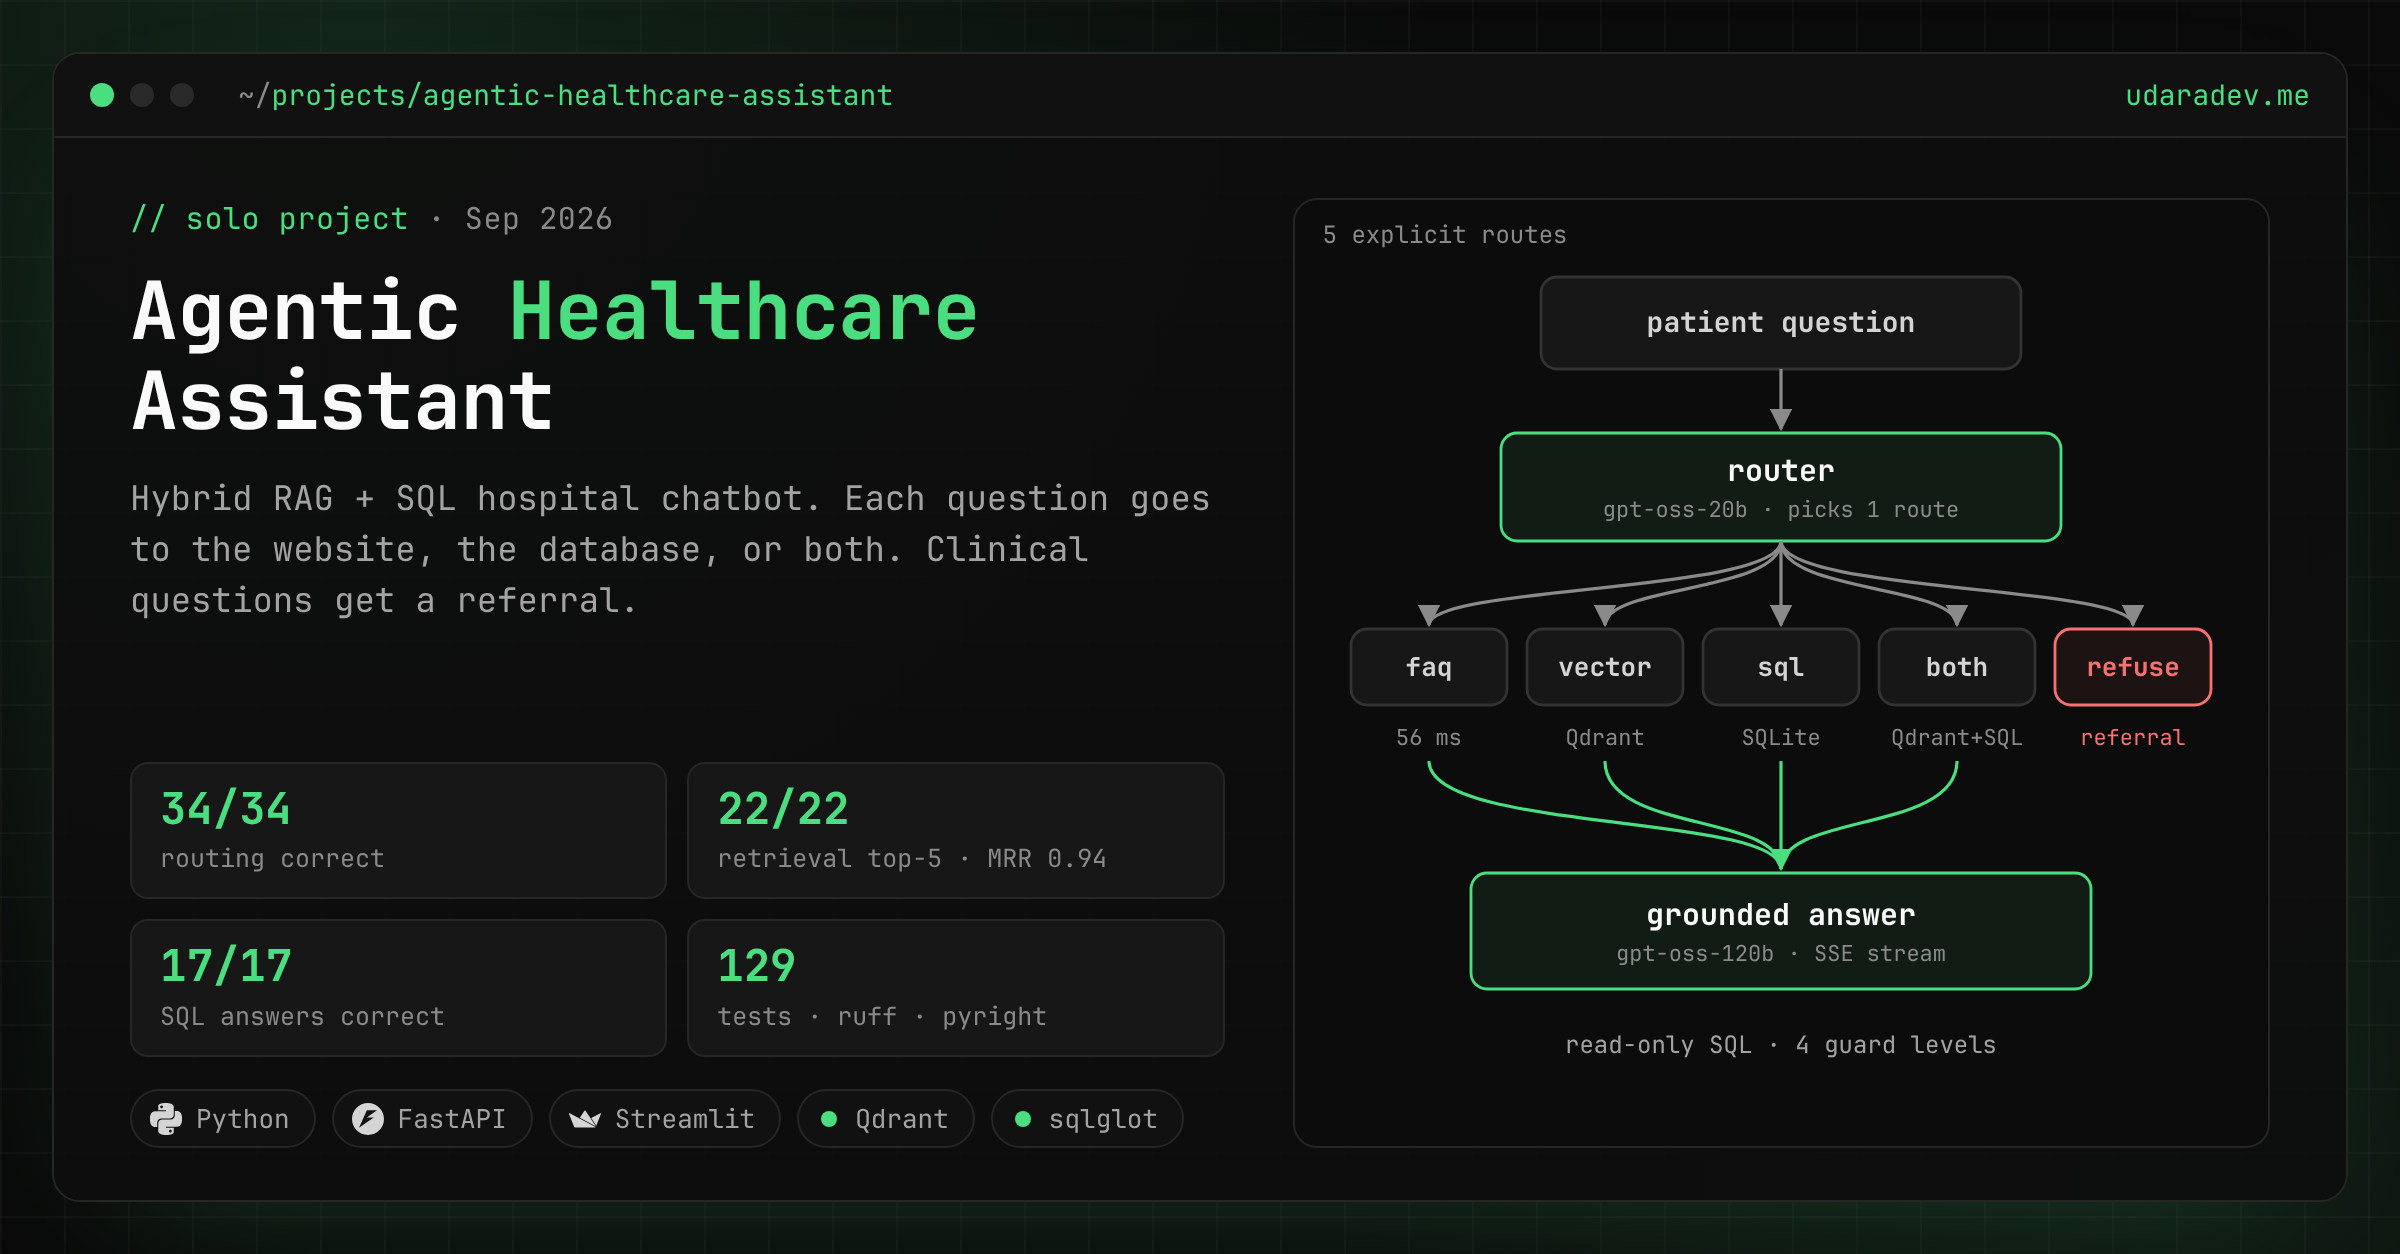 ~/projects/agentic-healthcare-assistant
udaradev.me
// solo project · Sep 2026
Agentic Healthcare
Assistant
Hybrid RAG + SQL hospital chatbot. Each question goes
to the website, the database, or both. Clinical
questions get a referral.
34/34
routing correct
22/22
retrieval top-5 · MRR 0.94
17/17
SQL answers correct
129
tests · ruff · pyright
Python
FastAPI
Streamlit
Qdrant
sqlglot
5 explicit routes
patient question
router
gpt-oss-20b · picks 1 route
faq
vector
sql
both
refuse
56 ms
Qdrant
SQLite
Qdrant+SQL
referral
grounded answer
gpt-oss-120b · SSE stream
read-only SQL · 4 guard levels